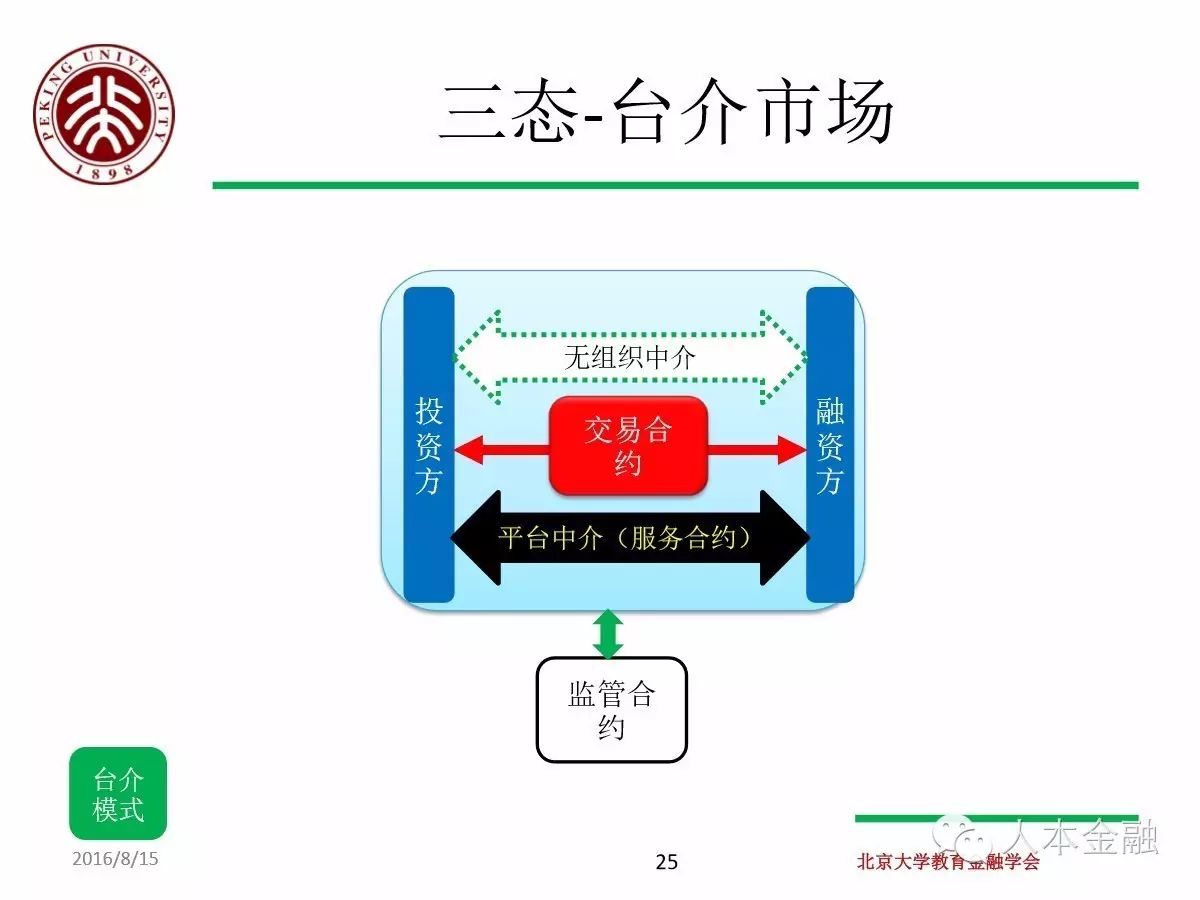 PEKING UNIVERSITY
1898
三态-台介市场
无组织中介
投
资
方
融
资
方
交易合
约
平台中介（服务合约）
监管合
约
台介
模式
2016/8/15
25
人本金融
北京大学教育金融学会